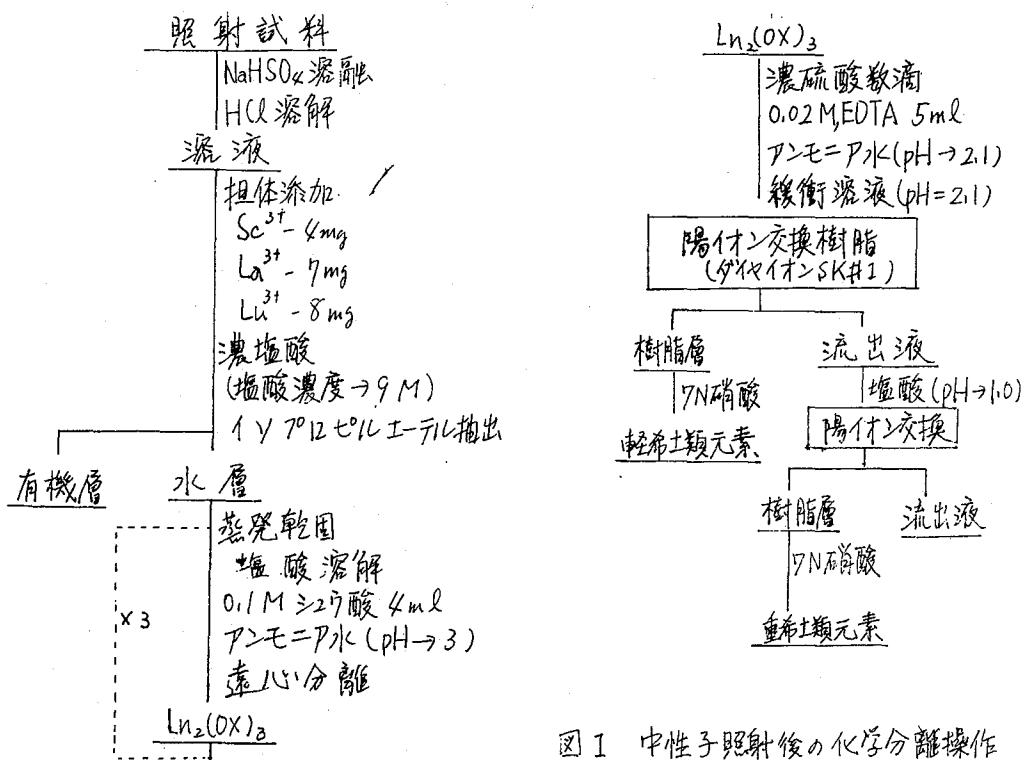 照射試料
NaHSO₄溶融
HCl 溶解
溶液
担体添加
Sc³⁺ - 4mg
La³⁺ - 7mg
Lu³⁺ - 8mg
濃塩酸
(塩酸濃度→9M)
イソプロピルエーテル抽出
有機層
水層
蒸発乾固
塩酸溶解
0.1M シュウ酸 4ml
アンモニア水(pH→3)
遠心分離
×3
Ln₂(OX)₃
Ln₂(OX)₃
濃硫酸数滴
0.02M,EDTA 5ml
アンモニア水(pH→2.1)
緩衝溶液(pH=2.1)
陽イオン交換樹脂
(ダイヤイオンSK#1)
樹脂層
7N硝酸
軽希土類元素
流出液
塩酸(pH→1.0)
陽イオン交換
樹脂層
流出液
7N硝酸
重希土類元素
図I 中性子照射後の化学分離操作